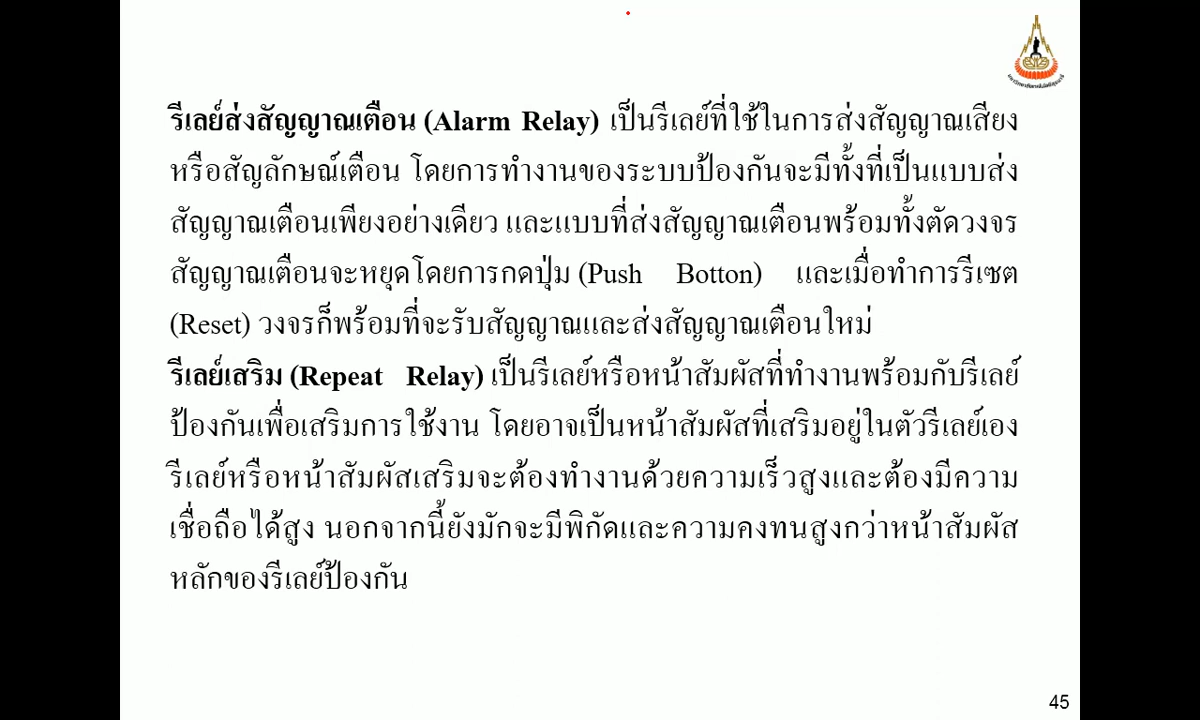 รีเลย์ส่งสัญญาณเตือน (Alarm Relay) เป็นรีเลย์ที่ใช้ในการส่งสัญญาณเสียง
หรือสัญลักษณ์เตือน โดยการทำงานของระบบป้องกันจะมีทั้งที่เป็นแบบส่ง
สัญญาณเตือนเพียงอย่างเดียว และแบบที่ส่งสัญญาณเตือนพร้อมทั้งตัดวงจร
สัญญาณเตือนจะหยุดโดยการกดปุ่ม (Push Botton) และเมื่อทำการรีเซต
(Reset) วงจรก็พร้อมที่จะรับสัญญาณและส่งสัญญาณเตือนใหม่
รีเลย์เสริม (Repeat Relay) เป็นรีเลย์หรือหน้าสัมผัสที่ทำงานพร้อมกับรีเลย์
ป้องกันเพื่อเสริมการใช้งาน โดยอาจเป็นหน้าสัมผัสที่เสริมอยู่ในตัวรีเลย์เอง
รีเลย์หรือหน้าสัมผัสเสริมจะต้องทำงานด้วยความเร็วสูงและต้องมีความ
เชื่อถือได้สูง นอกจากนี้ยังมักจะมีพิกัดและความคงทนสูงกว่าหน้าสัมผัส
หลักของรีเลย์ป้องกัน
45